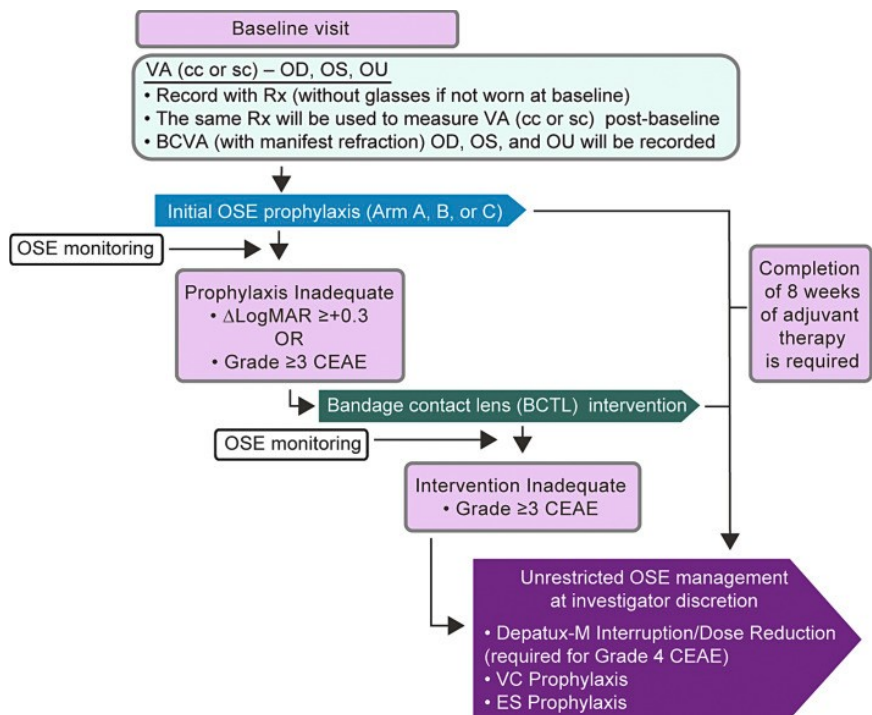 Baseline visit
VA (cc or sc) – OD, OS, OU
• Record with Rx (without glasses if not worn at baseline)
• The same Rx will be used to measure VA (cc or sc) post-baseline
• BCVA (with manifest refraction) OD, OS, and OU will be recorded
Initial OSE prophylaxis (Arm A, B, or C)
OSE monitoring
Prophylaxis Inadequate
• ΔLogMAR ≥+0.3
OR
• Grade ≥3 CEAE
Completion
of 8 weeks
of adjuvant
therapy
is required
Bandage contact lens (BCTL) intervention
OSE monitoring
Intervention Inadequate
• Grade ≥3 CEAE
Unrestricted OSE management
at investigator discretion
• Depatux-M Interruption/Dose Reduction
(required for Grade 4 CEAE)
• VC Prophylaxis
• ES Prophylaxis